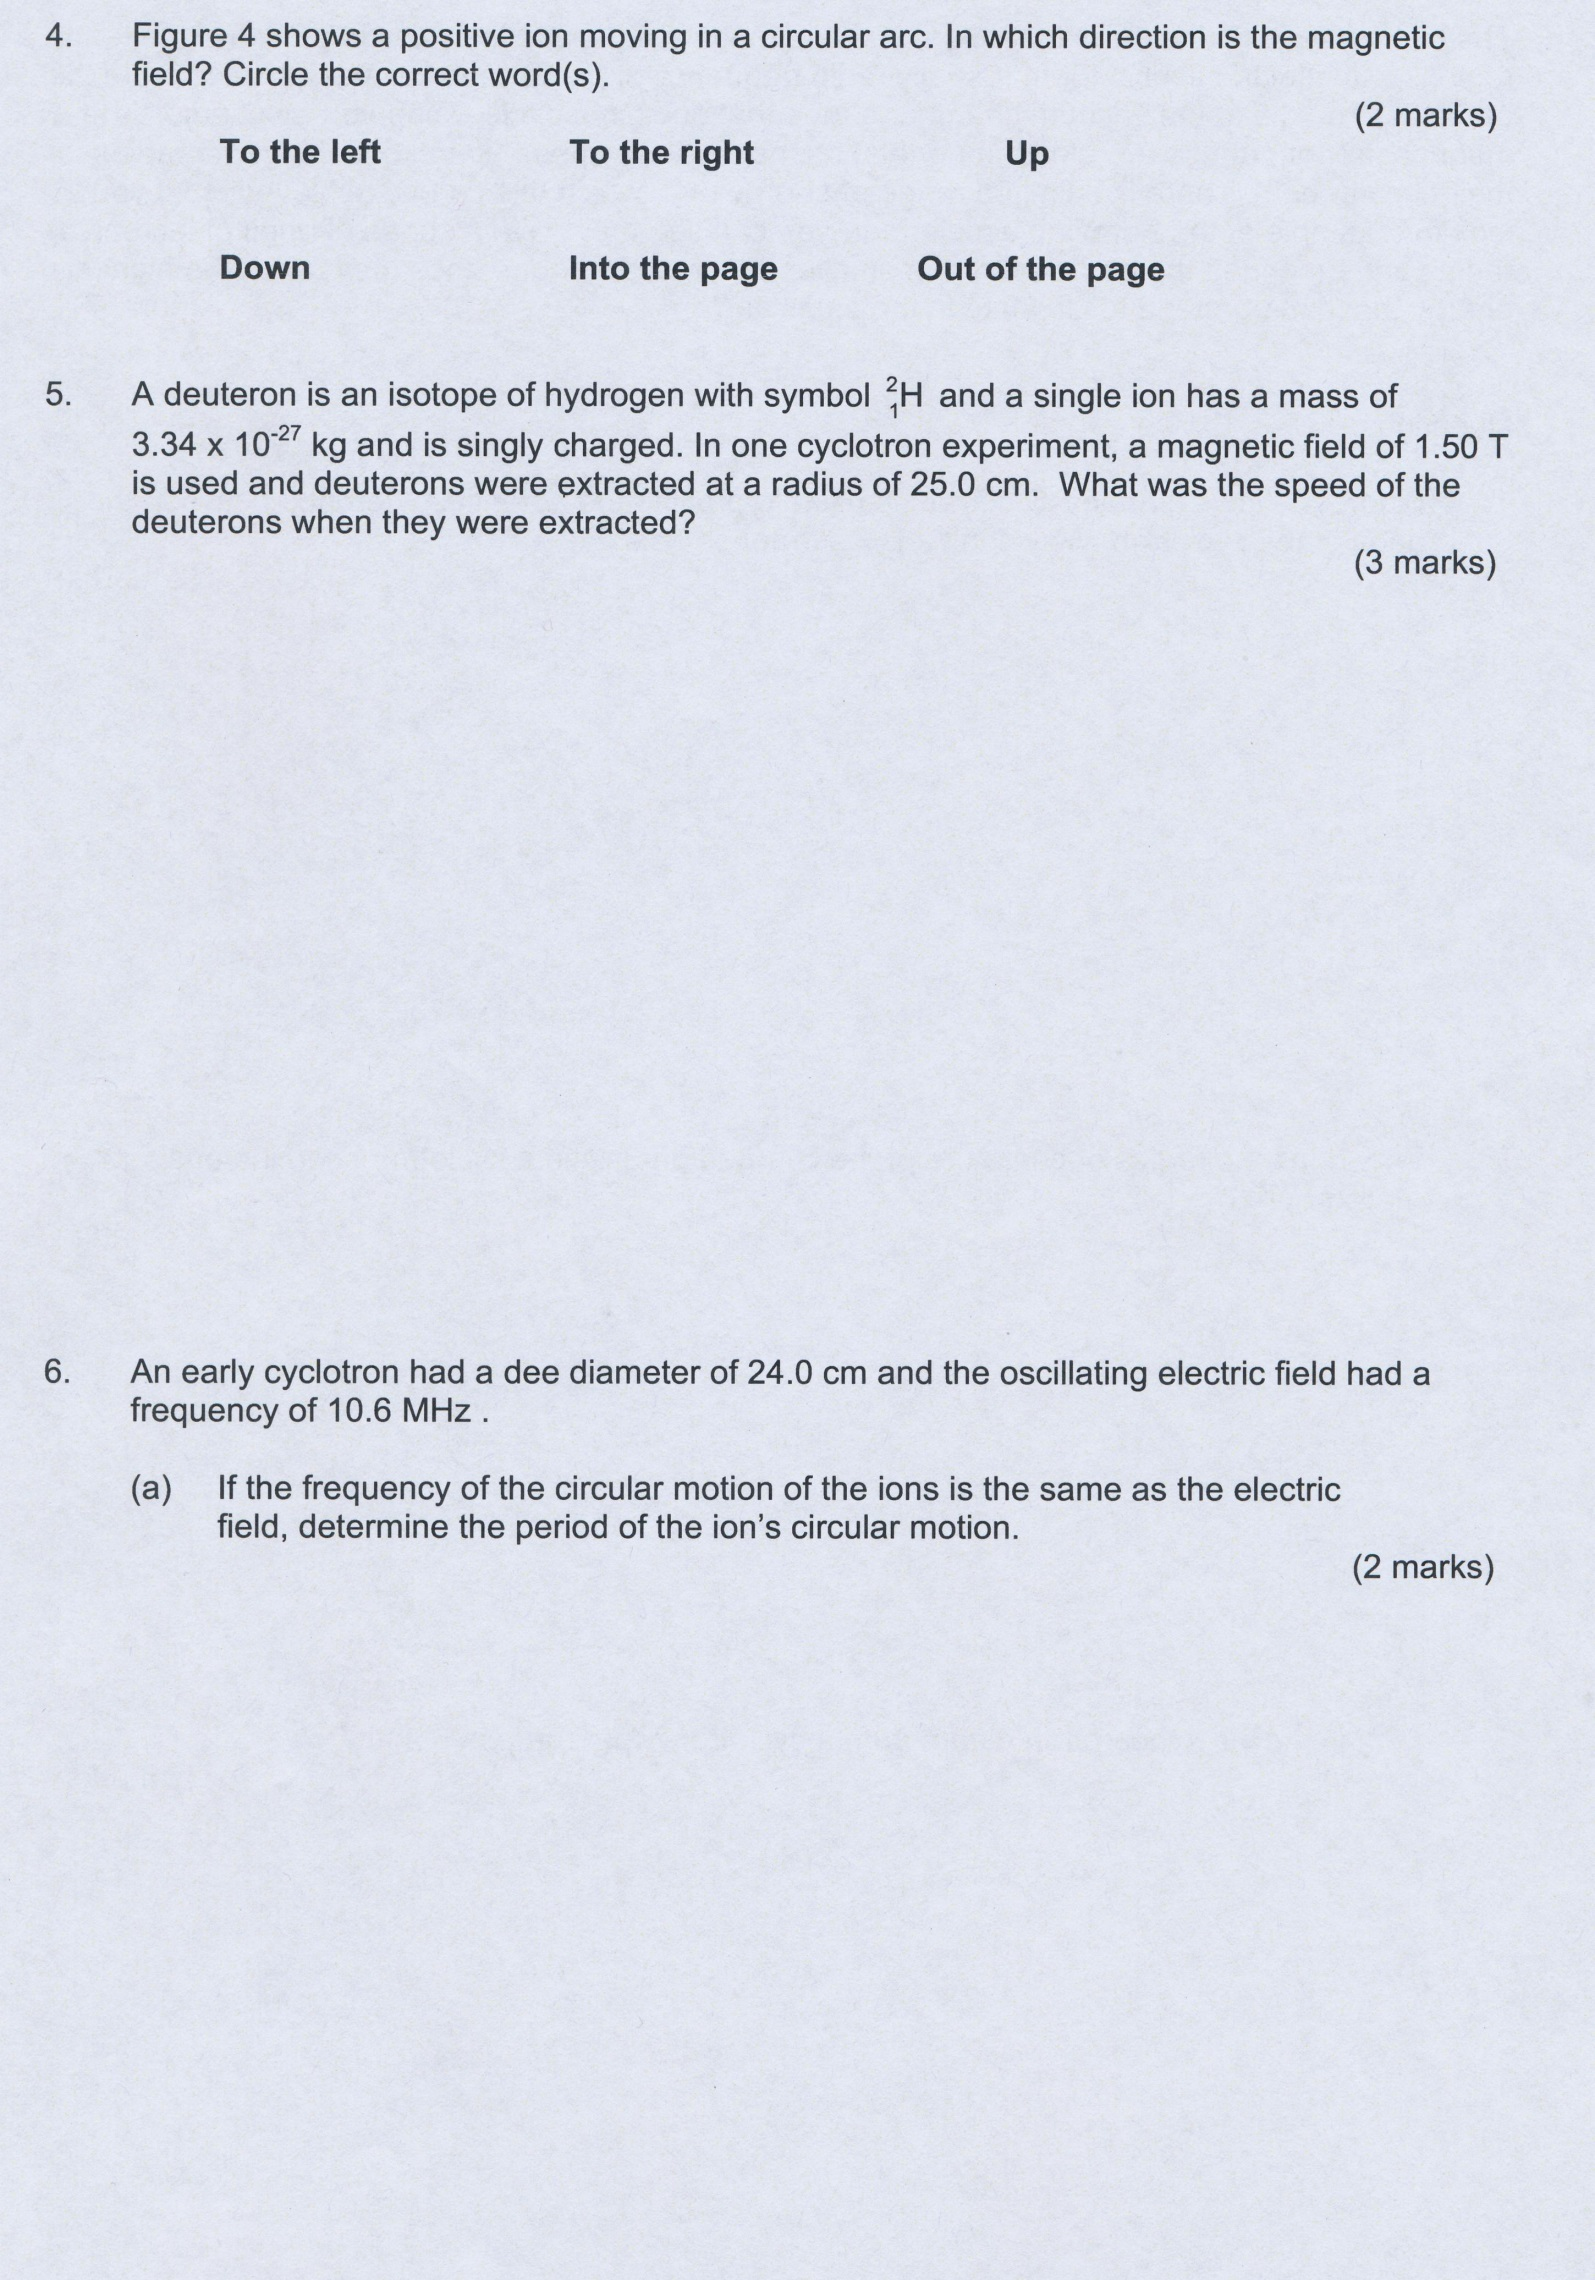 4. Figure 4 shows a positive ion moving in a circular arc. In which direction is the magnetic
field? Circle the correct word(s).
(2 marks)
To the left To the right Up
Down Into the page Out of the page
5. A deuteron is an isotope of hydrogen with symbol ²₁H and a single ion has a mass of
3.34 x 10⁻²⁷ kg and is singly charged. In one cyclotron experiment, a magnetic field of 1.50 T
is used and deuterons were extracted at a radius of 25.0 cm. What was the speed of the
deuterons when they were extracted?
(3 marks)
6. An early cyclotron had a dee diameter of 24.0 cm and the oscillating electric field had a
frequency of 10.6 MHz .
(a) If the frequency of the circular motion of the ions is the same as the electric
field, determine the period of the ion's circular motion.
(2 marks)